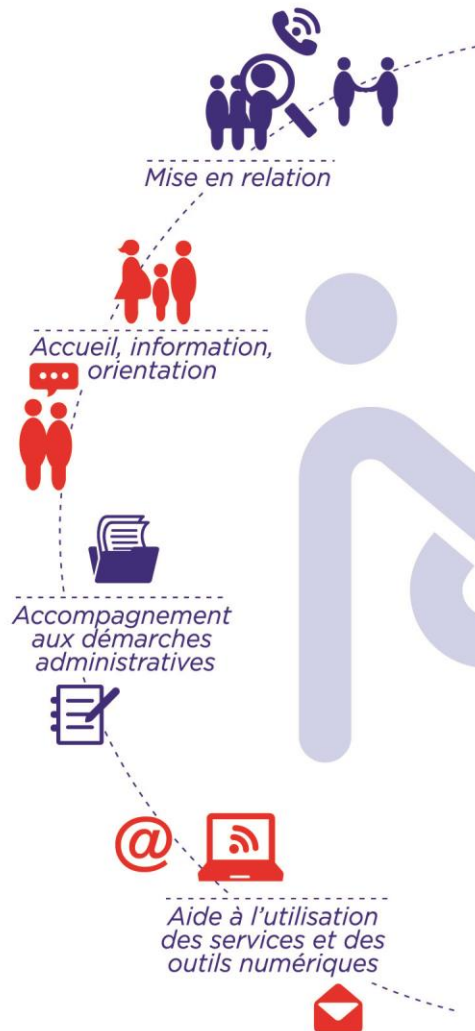 Mise en relation
Accueil, information,
orientation
Accompagnement
aux démarches
administratives
@
Aide à l'utilisation
des services et des
outils numériques